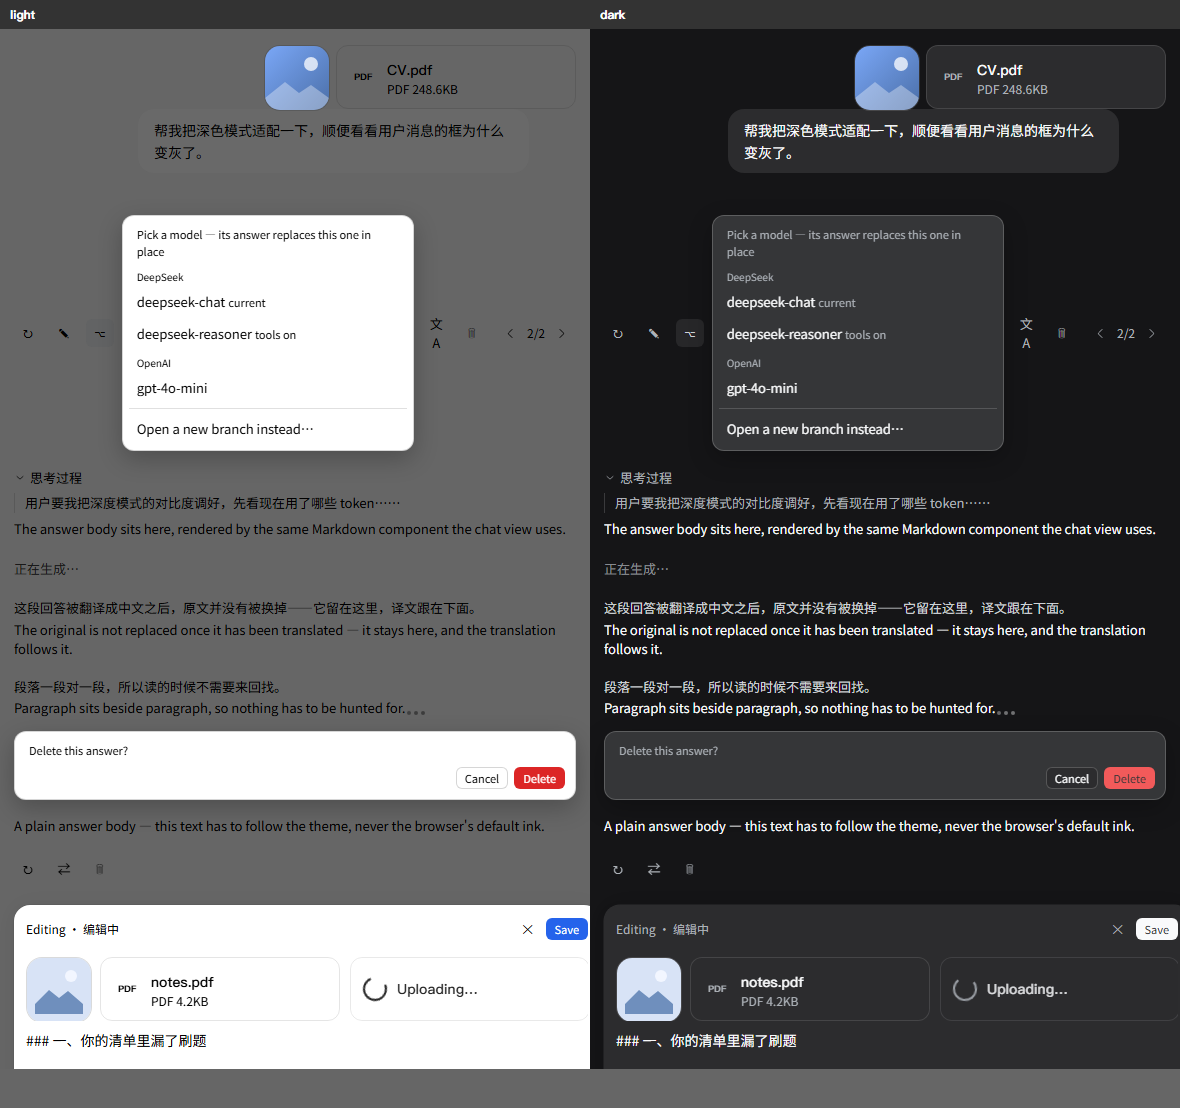 light
CV.pdf
PDF
PDF 248.6KB
帮我把深色模式适配一下，顺便看看用户消息的框为什么
变灰了。
Pick a model — its answer replaces this one in
place
DeepSeek
deepseek-chat current
deepseek-reasoner tools on
OpenAI
gpt-4o-mini
Open a new branch instead…
文
A
2/2
思考过程
用户要我把深度模式的对比度调好，先看现在用了哪些 token……
The answer body sits here, rendered by the same Markdown component the chat view uses.
正在生成…
这段回答被翻译成中文之后，原文并没有被换掉——它留在这里，译文跟在下面。
The original is not replaced once it has been translated — it stays here, and the translation
follows it.
段落一段对一段，所以读的时候不需要来回找。
Paragraph sits beside paragraph, so nothing has to be hunted for.
Delete this answer?
Cancel Delete
A plain answer body — this text has to follow the theme, never the browser's default ink.
Editing · 编辑中
Save
notes.pdf
PDF
PDF 4.2KB
Uploading...
### 一、你的清单里漏了刷题
dark
CV.pdf
PDF
PDF 248.6KB
帮我把深色模式适配一下，顺便看看用户消息的框为什么
变灰了。
Pick a model — its answer replaces this one in
place
DeepSeek
deepseek-chat current
deepseek-reasoner tools on
OpenAI
gpt-4o-mini
Open a new branch instead…
文
A
2/2
思考过程
用户要我把深度模式的对比度调好，先看现在用了哪些 token……
The answer body sits here, rendered by the same Markdown component the chat view uses.
正在生成…
这段回答被翻译成中文之后，原文并没有被换掉——它留在这里，译文跟在下面。
The original is not replaced once it has been translated — it stays here, and the translation
follows it.
段落一段对一段，所以读的时候不需要来回找。
Paragraph sits beside paragraph, so nothing has to be hunted for.
Delete this answer?
Cancel Delete
A plain answer body — this text has to follow the theme, never the browser's default ink.
Editing · 编辑中
Save
notes.pdf
PDF
PDF 4.2KB
Uploading...
### 一、你的清单里漏了刷题